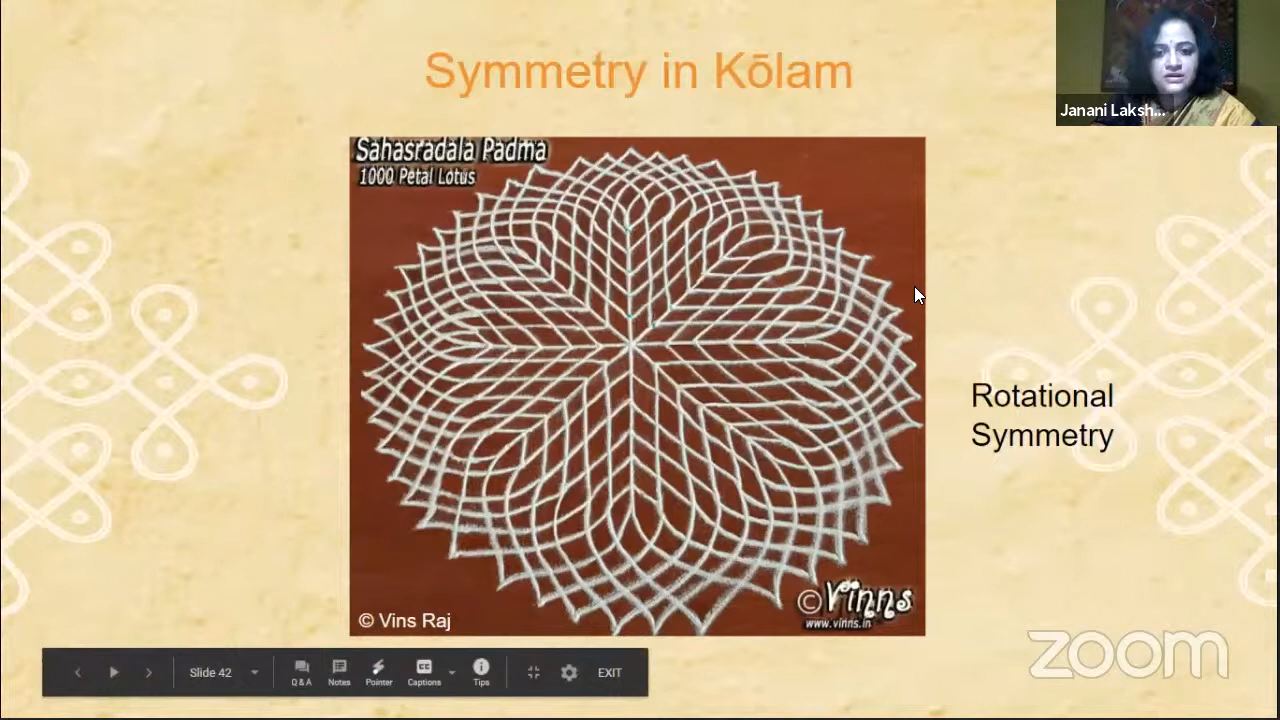 Symmetry in Kōlam
Janani Laksh...
Sahasradala Padma
1000 Petal Lotus
Rotational
Symmetry
© Vins Raj
©Vinns
www.vinns.in
zoom
Slide 42
Q & A
Notes
Pointer
CC
Captions
Tips
EXIT